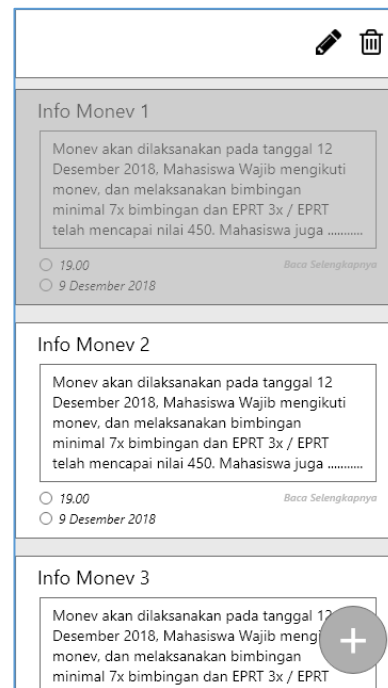 Info Monev 1
Monev akan dilaksanakan pada tanggal 12
Desember 2018, Mahasiswa Wajib mengikuti
monev, dan melaksanakan bimbingan
minimal 7x bimbingan dan EPRT 3x / EPRT
telah mencapai nilai 450. Mahasiswa juga ...........
19.00 Baca Selengkapnya
9 Desember 2018
Info Monev 2
Monev akan dilaksanakan pada tanggal 12
Desember 2018, Mahasiswa Wajib mengikuti
monev, dan melaksanakan bimbingan
minimal 7x bimbingan dan EPRT 3x / EPRT
telah mencapai nilai 450. Mahasiswa juga ...........
19.00 Baca Selengkapnya
9 Desember 2018
Info Monev 3
Monev akan dilaksanakan pada tanggal 12
Desember 2018, Mahasiswa Wajib mengi
monev, dan melaksanakan bimbingan
minimal 7x bimbingan dan EPRT 3x / EPRT